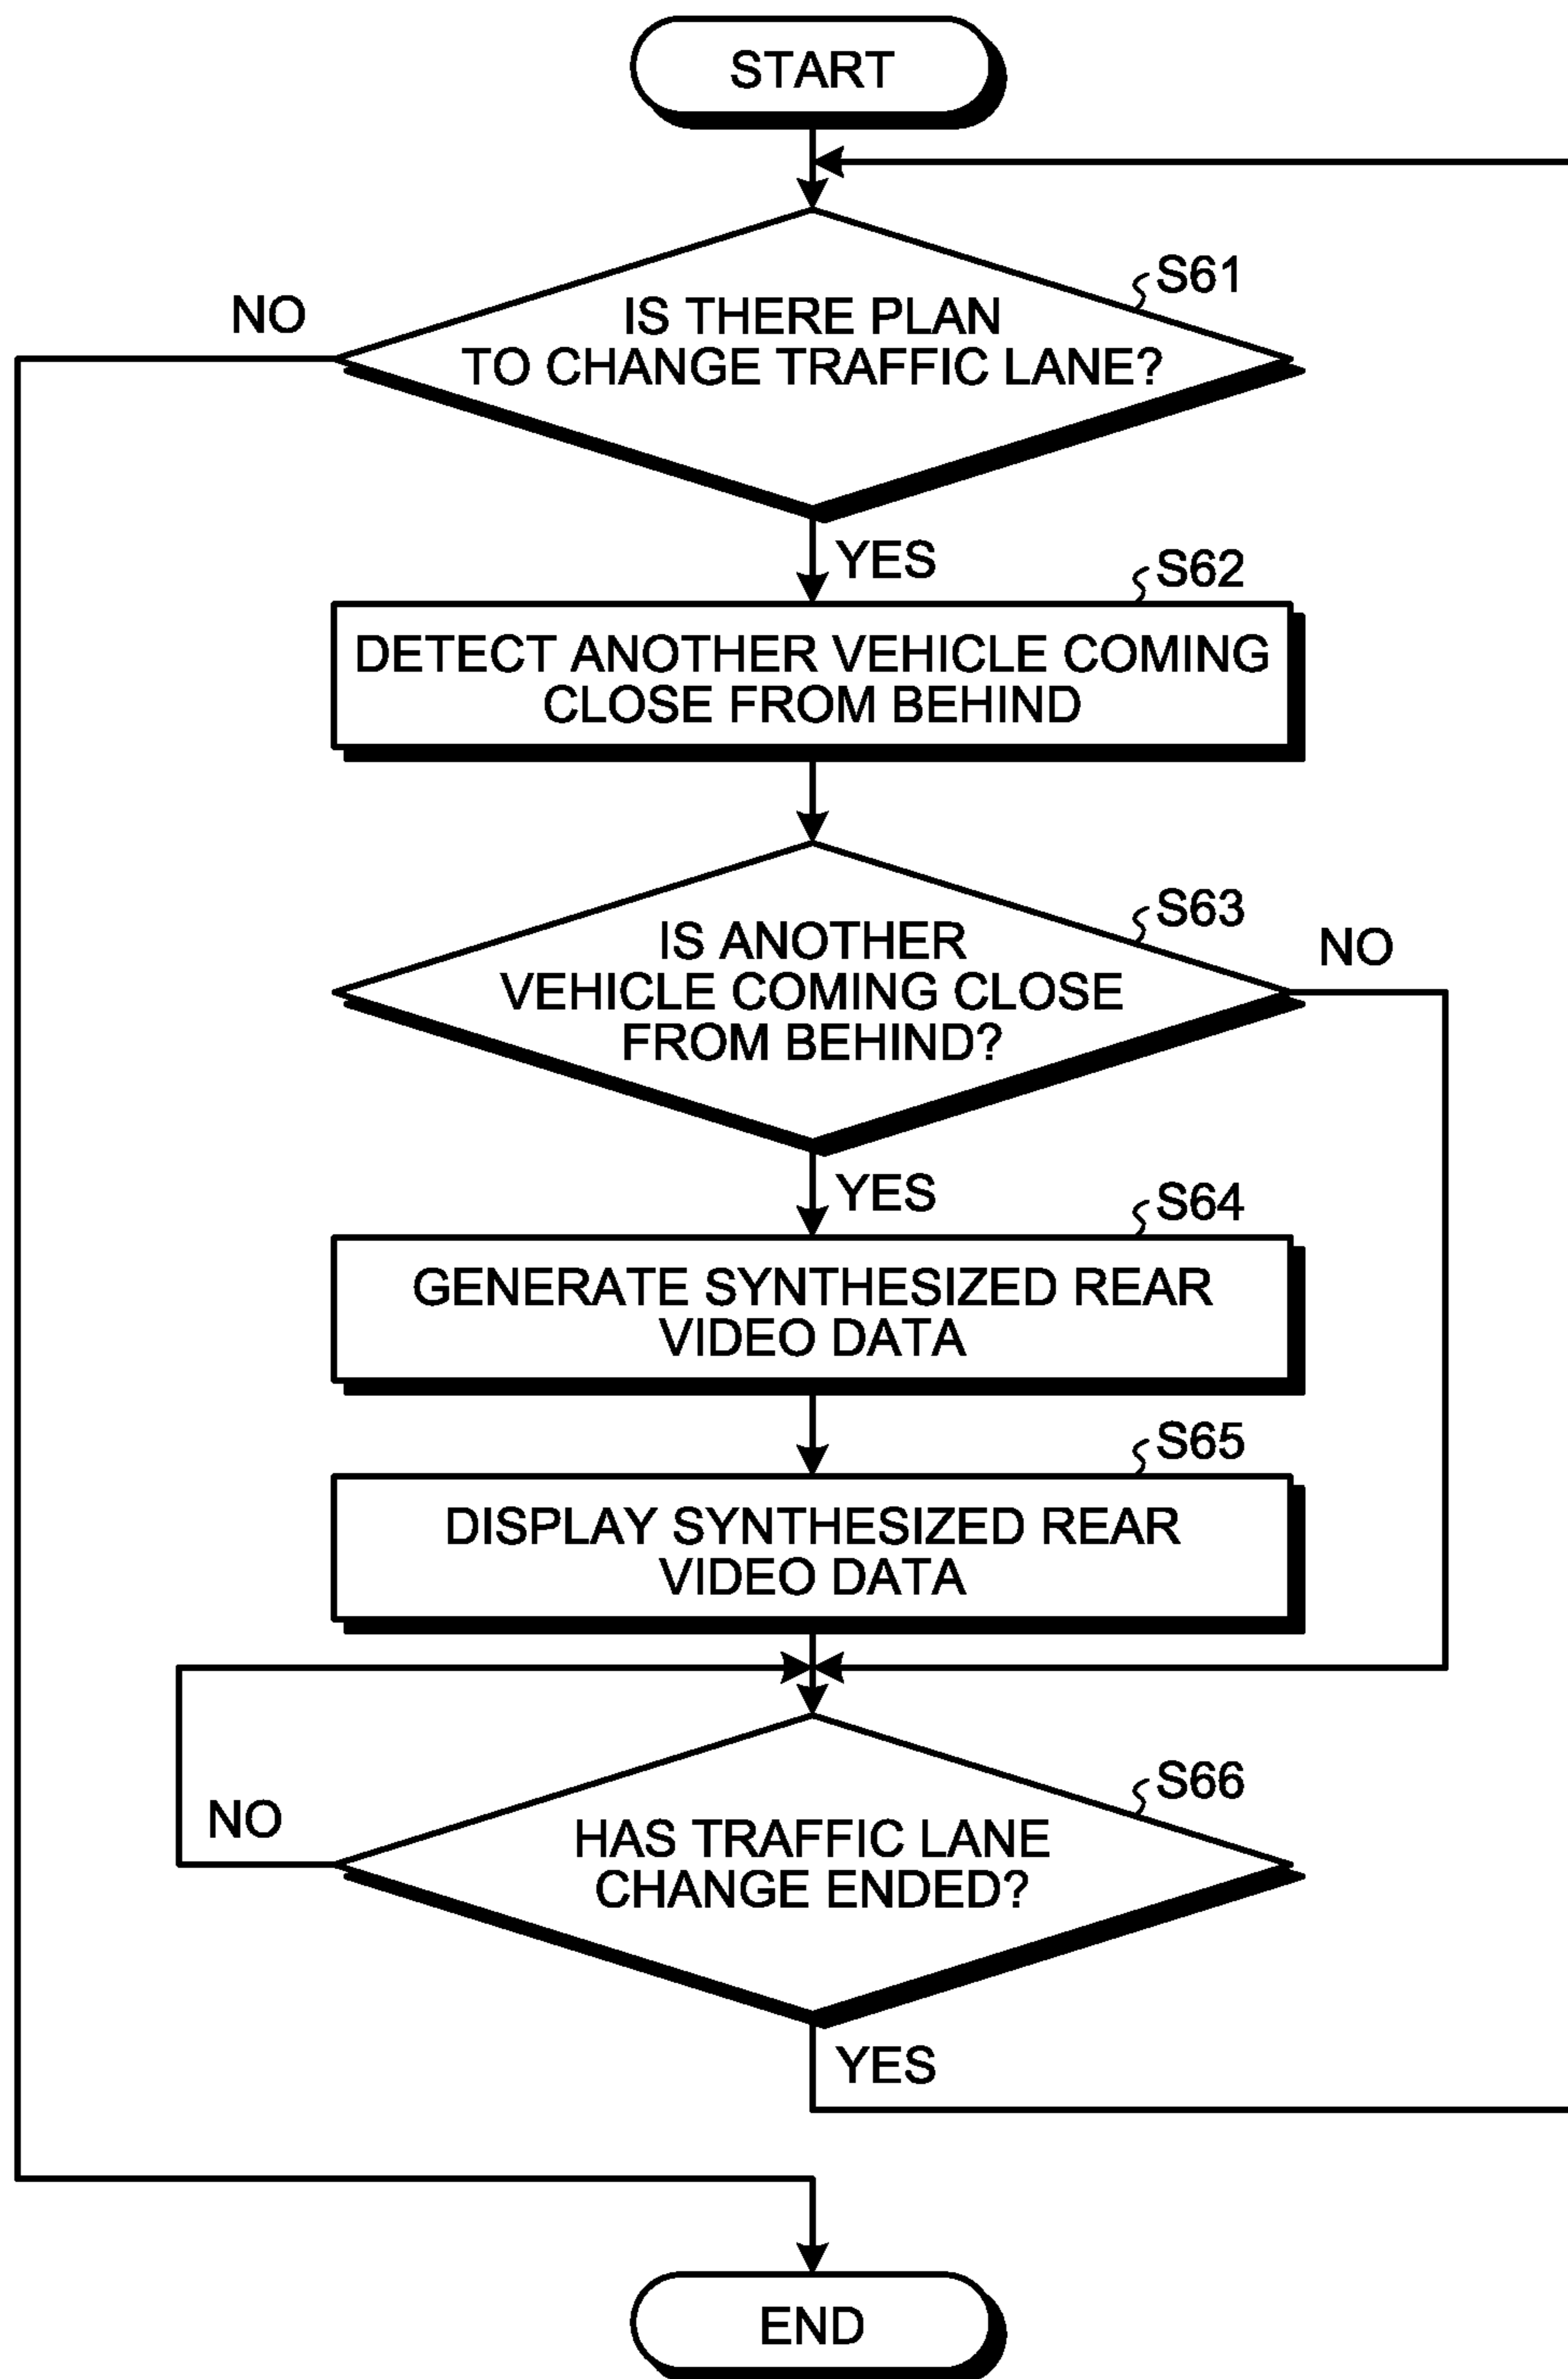 START
S61
NO
IS THERE PLAN
TO CHANGE TRAFFIC LANE?
YES
S62
DETECT ANOTHER VEHICLE COMING
CLOSE FROM BEHIND
S63
NO
IS ANOTHER
VEHICLE COMING CLOSE
FROM BEHIND?
YES
S64
GENERATE SYNTHESIZED REAR
VIDEO DATA
S65
DISPLAY SYNTHESIZED REAR
VIDEO DATA
S66
NO
HAS TRAFFIC LANE
CHANGE ENDED?
YES
END